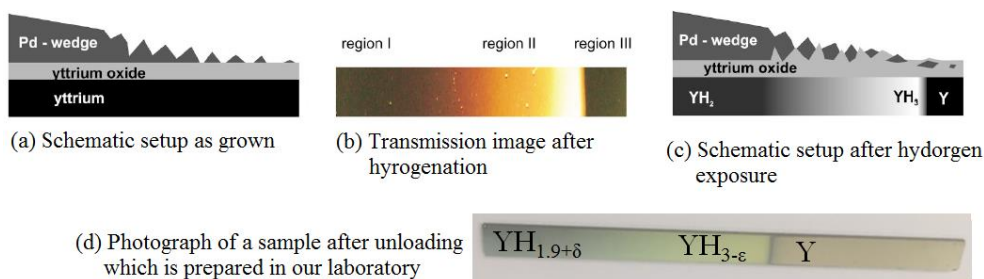 Pd - wedge
yttrium oxide
yttrium
(a) Schematic setup as grown
region I region II region III
(b) Transmission image after
hyrogenation
Pd - wedge
yttrium oxide
YH₂ YH₃ Y
(c) Schematic setup after hydorgen
exposure
(d) Photograph of a sample after unloading
which is prepared in our laboratory
YH1.9+δ YH3-ε Y